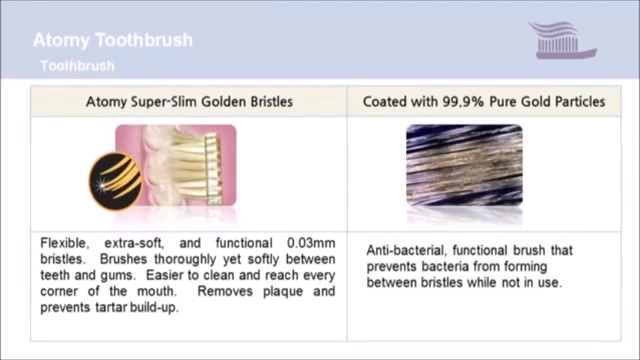 Atomy Toothbrush
Toothbrush
Atomy Super-Slim Golden Bristles
Coated with 99.9% Pure Gold Particles
Flexible, extra-soft, and functional 0.03mm
bristles. Brushes thoroughly yet softly between
teeth and gums. Easier to clean and reach every
corner of the mouth. Removes plaque and
prevents tartar build-up.
Anti-bacterial, functional brush that
prevents bacteria from forming
between bristles while not in use.